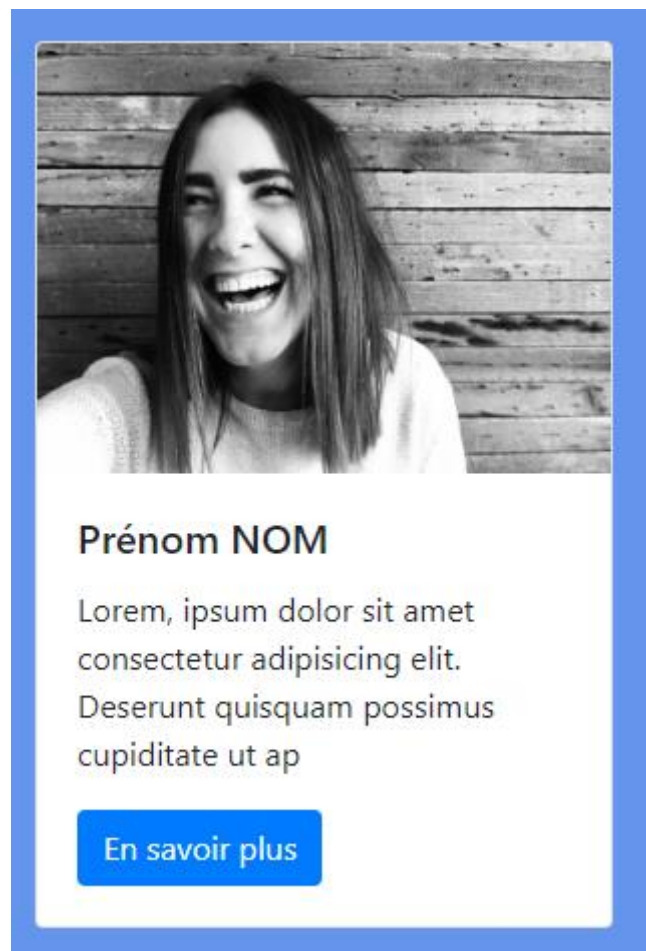 Prénom NOM
Lorem, ipsum dolor sit amet
consectetur adipisicing elit.
Deserunt quisquam possimus
cupiditate ut ap
En savoir plus